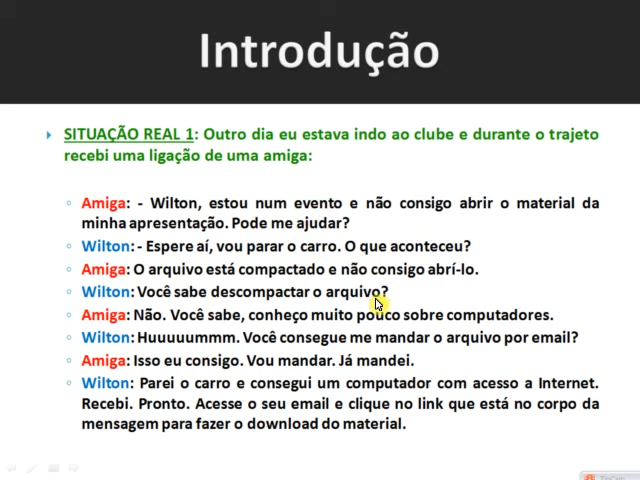 Introdução
SITUAÇÃO REAL 1: Outro dia eu estava indo ao clube e durante o trajeto
recebi uma ligação de uma amiga:
Amiga: - Wilton, estou num evento e não consigo abrir o material da
minha apresentação. Pode me ajudar?
Wilton: - Espere aí, vou parar o carro. O que aconteceu?
Amiga: O arquivo está compactado e não consigo abrí-lo.
Wilton: Você sabe descompactar o arquivo?
Amiga: Não. Você sabe, conheço muito pouco sobre computadores.
Wilton: Huuuuummm. Você consegue me mandar o arquivo por email?
Amiga: Isso eu consigo. Vou mandar. Já mandei.
Wilton: Parei o carro e consegui um computador com acesso a Internet.
Recebi. Pronto. Acesse o seu email e clique no link que está no corpo da
mensagem para fazer o download do material.